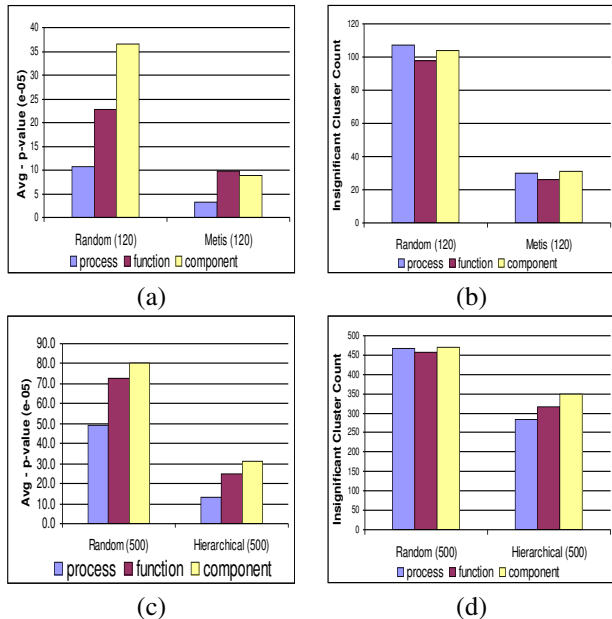 Avg - p-value (e-05)
40
35
30
25
20
15
10
5
0
Random (120)
Metis (120)
process
function
component
(a)
Insignificant Cluster Count
120
100
80
60
40
20
0
Random (120)
Metis (120)
process
function
component
(b)
Avg - p-value (e-05)
90.0
80.0
70.0
60.0
50.0
40.0
30.0
20.0
10.0
0.0
Random (500)
Hierarchical (500)
process
function
component
(c)
Insignificant Cluster Count
500
450
400
350
300
250
200
150
100
50
0
Random (500)
Hierarchical (500)
process
function
component
(d)